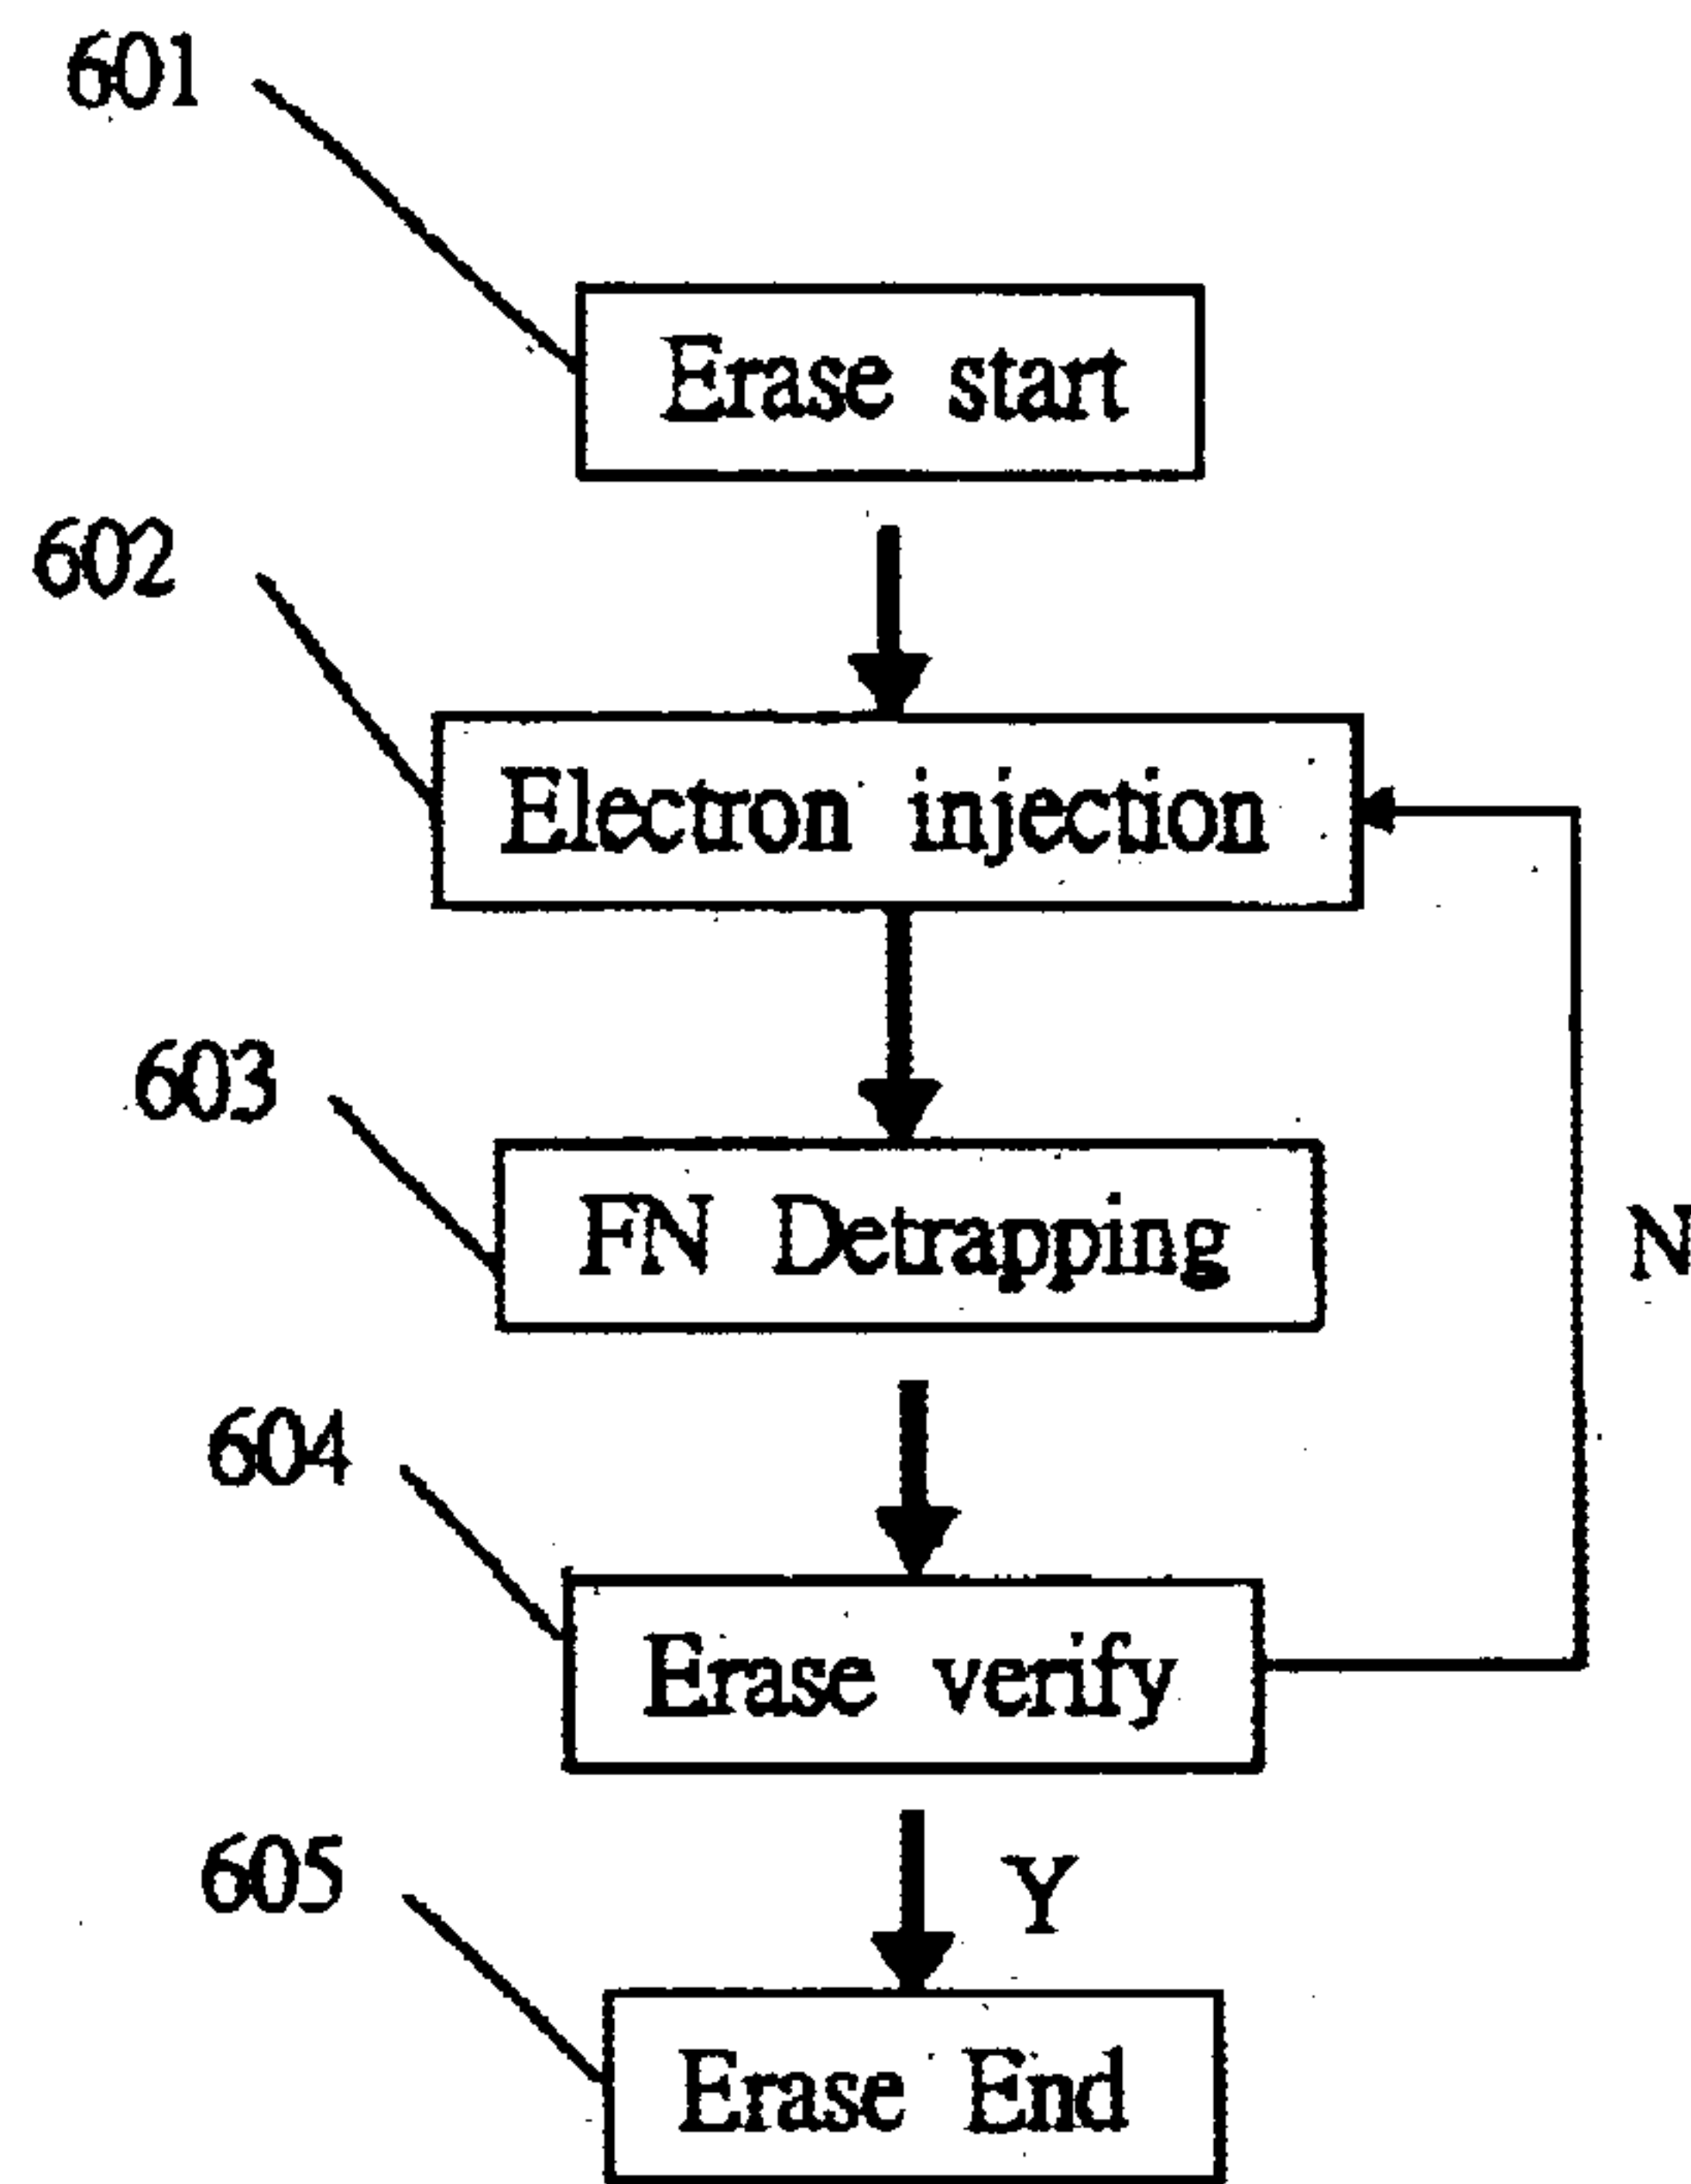 601
Erase start
602
Electron injection
603
FN Detrapping
N
604
Erase verify
605
Y
Erase End